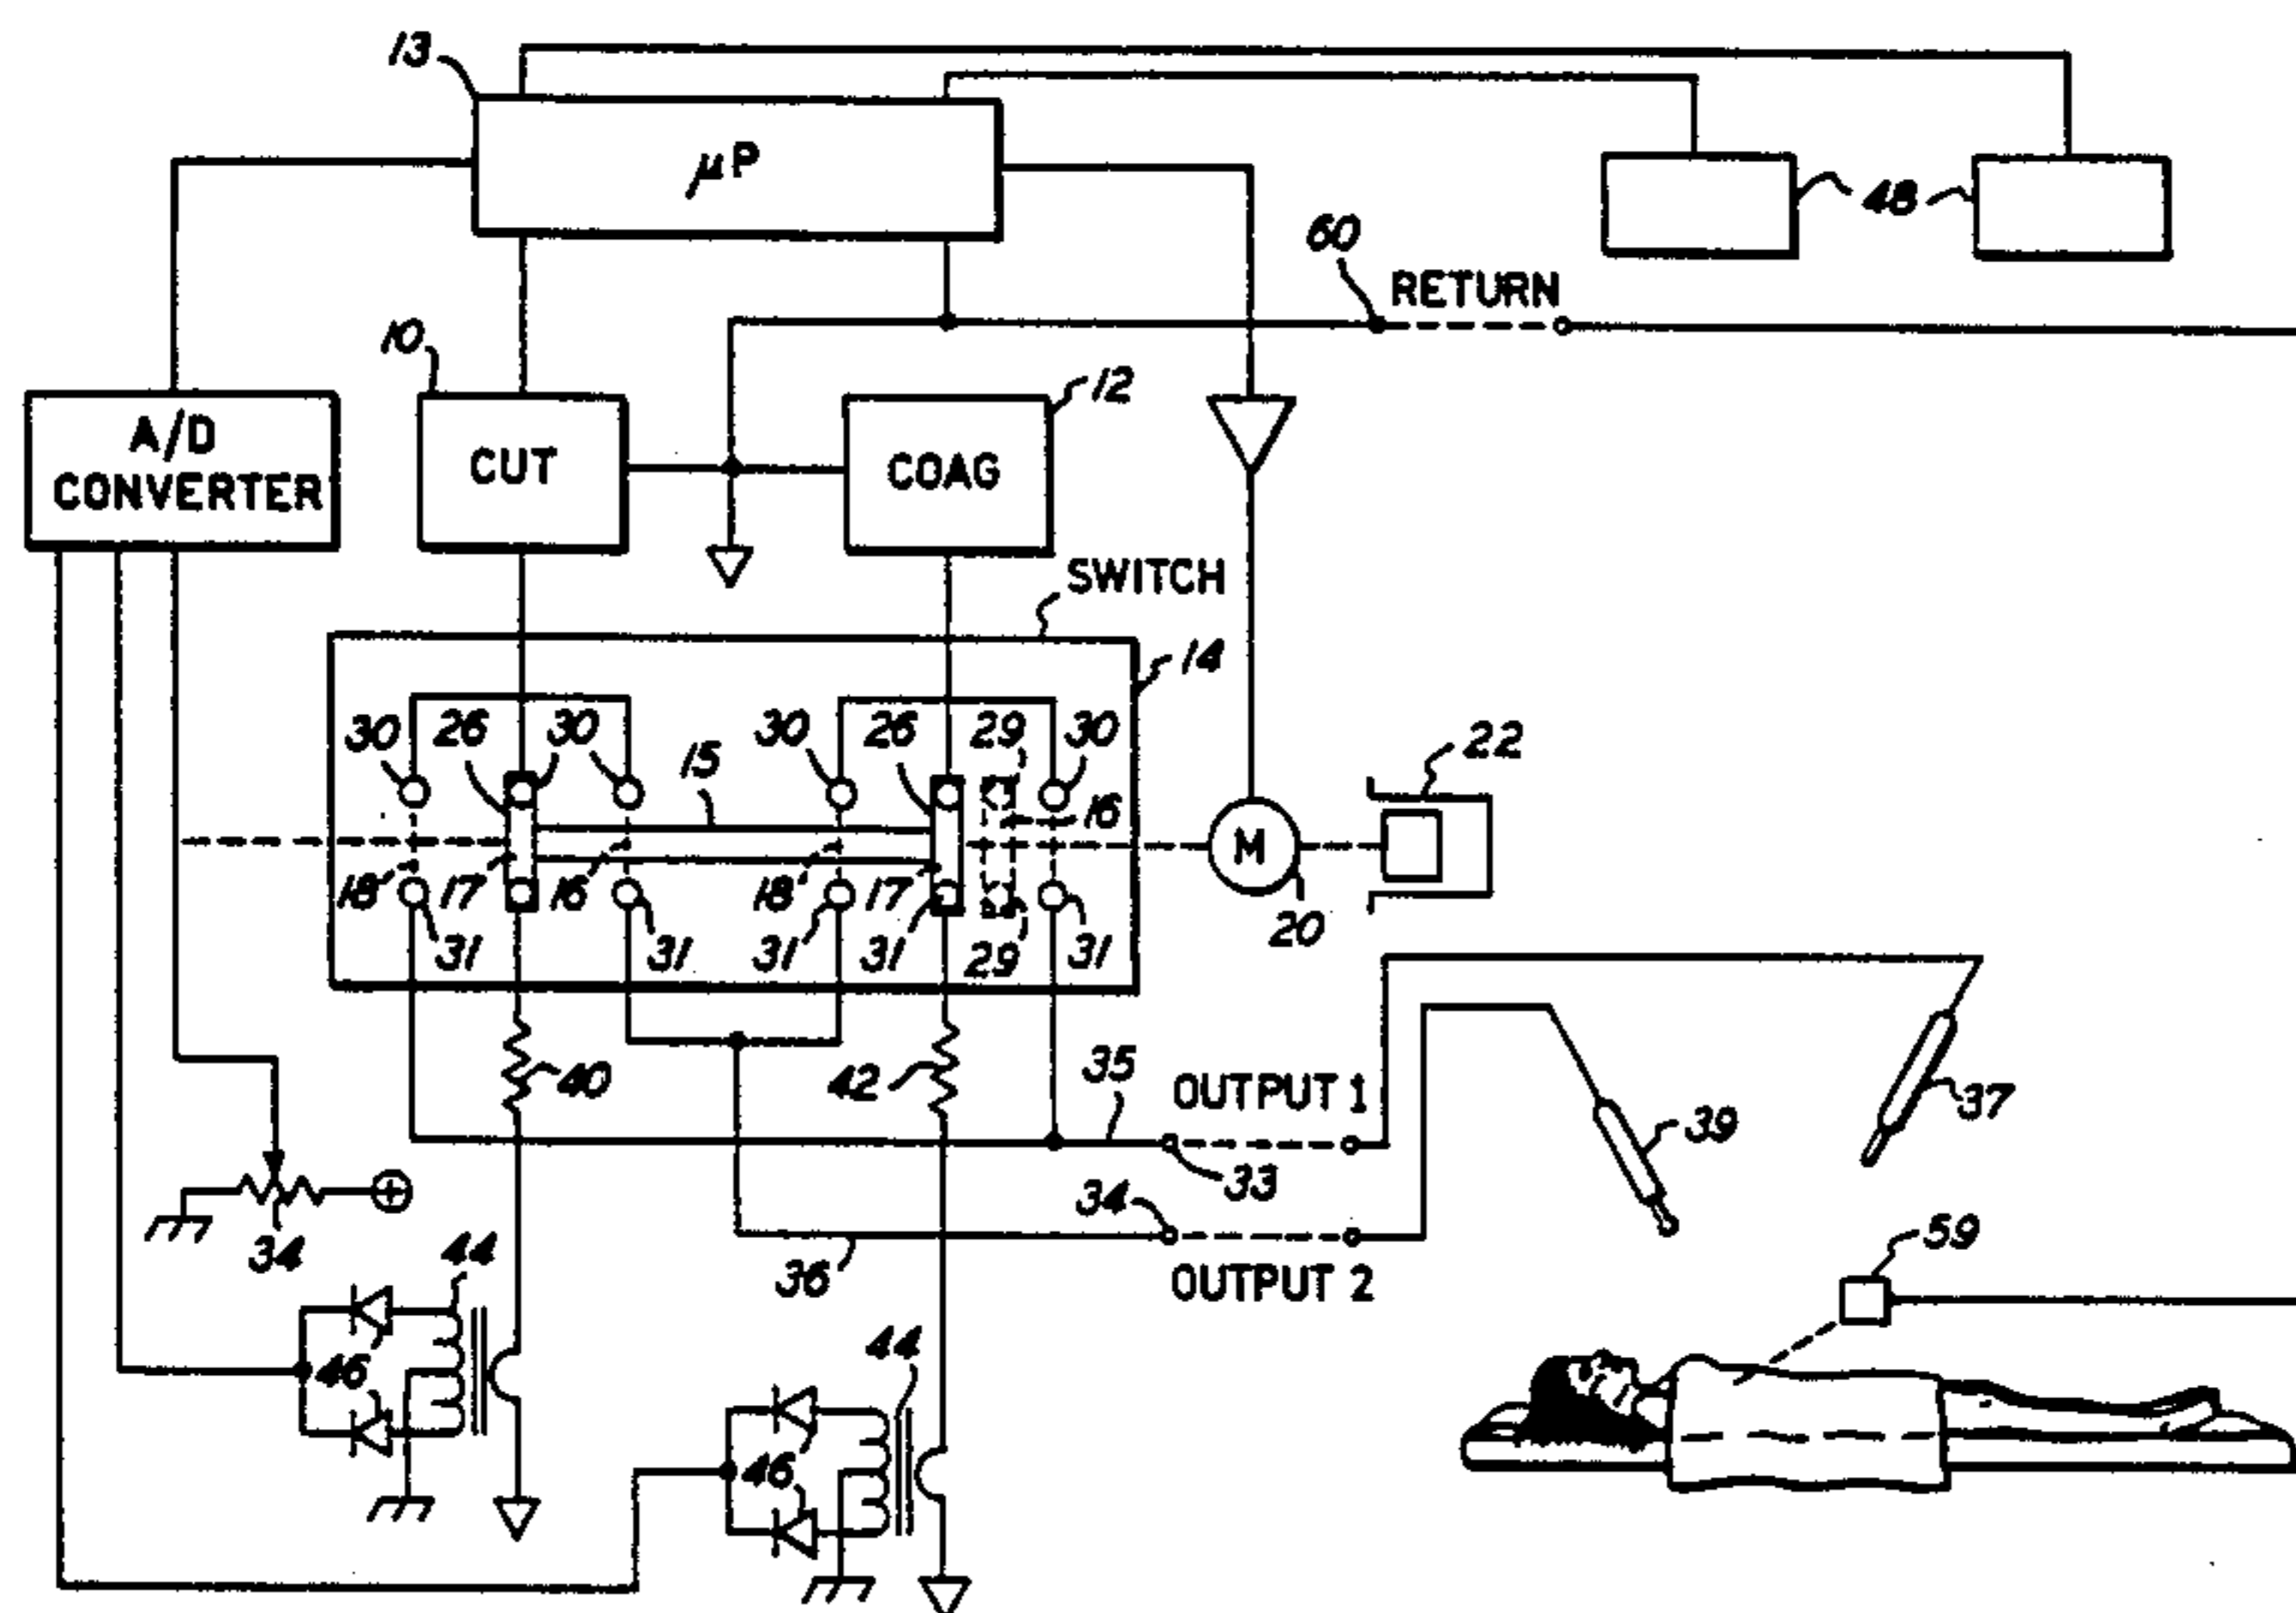 13
μP
48
60
RETURN
10
12
A/D
CONVERTER
CUT
COAG
SWITCH
14
30 26 30 30 26 29 30
15
22
16
M
18 17 16 18 17
20
31 31 31 31 29 31
40
42
35
OUTPUT 1
37
39
33
34
34
36
OUTPUT 2
59
44
46
44
46